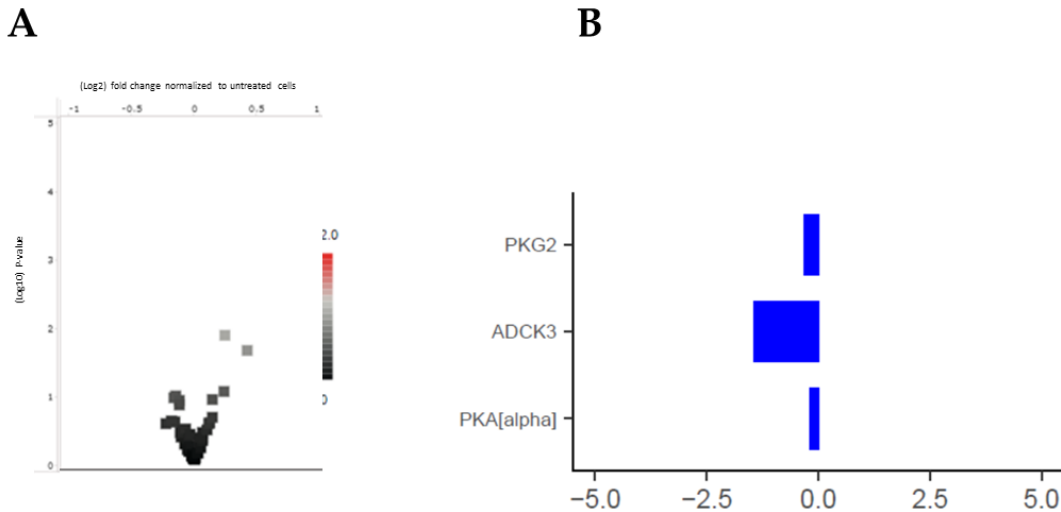 A
B
(Log2) fold change normalized to untreated cells
-1 -0.5 0 0.5 1
5
4
3
2
1
0
(Log10) P-value
2.0
0
PKG2
ADCK3
PKA[alpha]
−5.0 −2.5 0.0 2.5 5.0